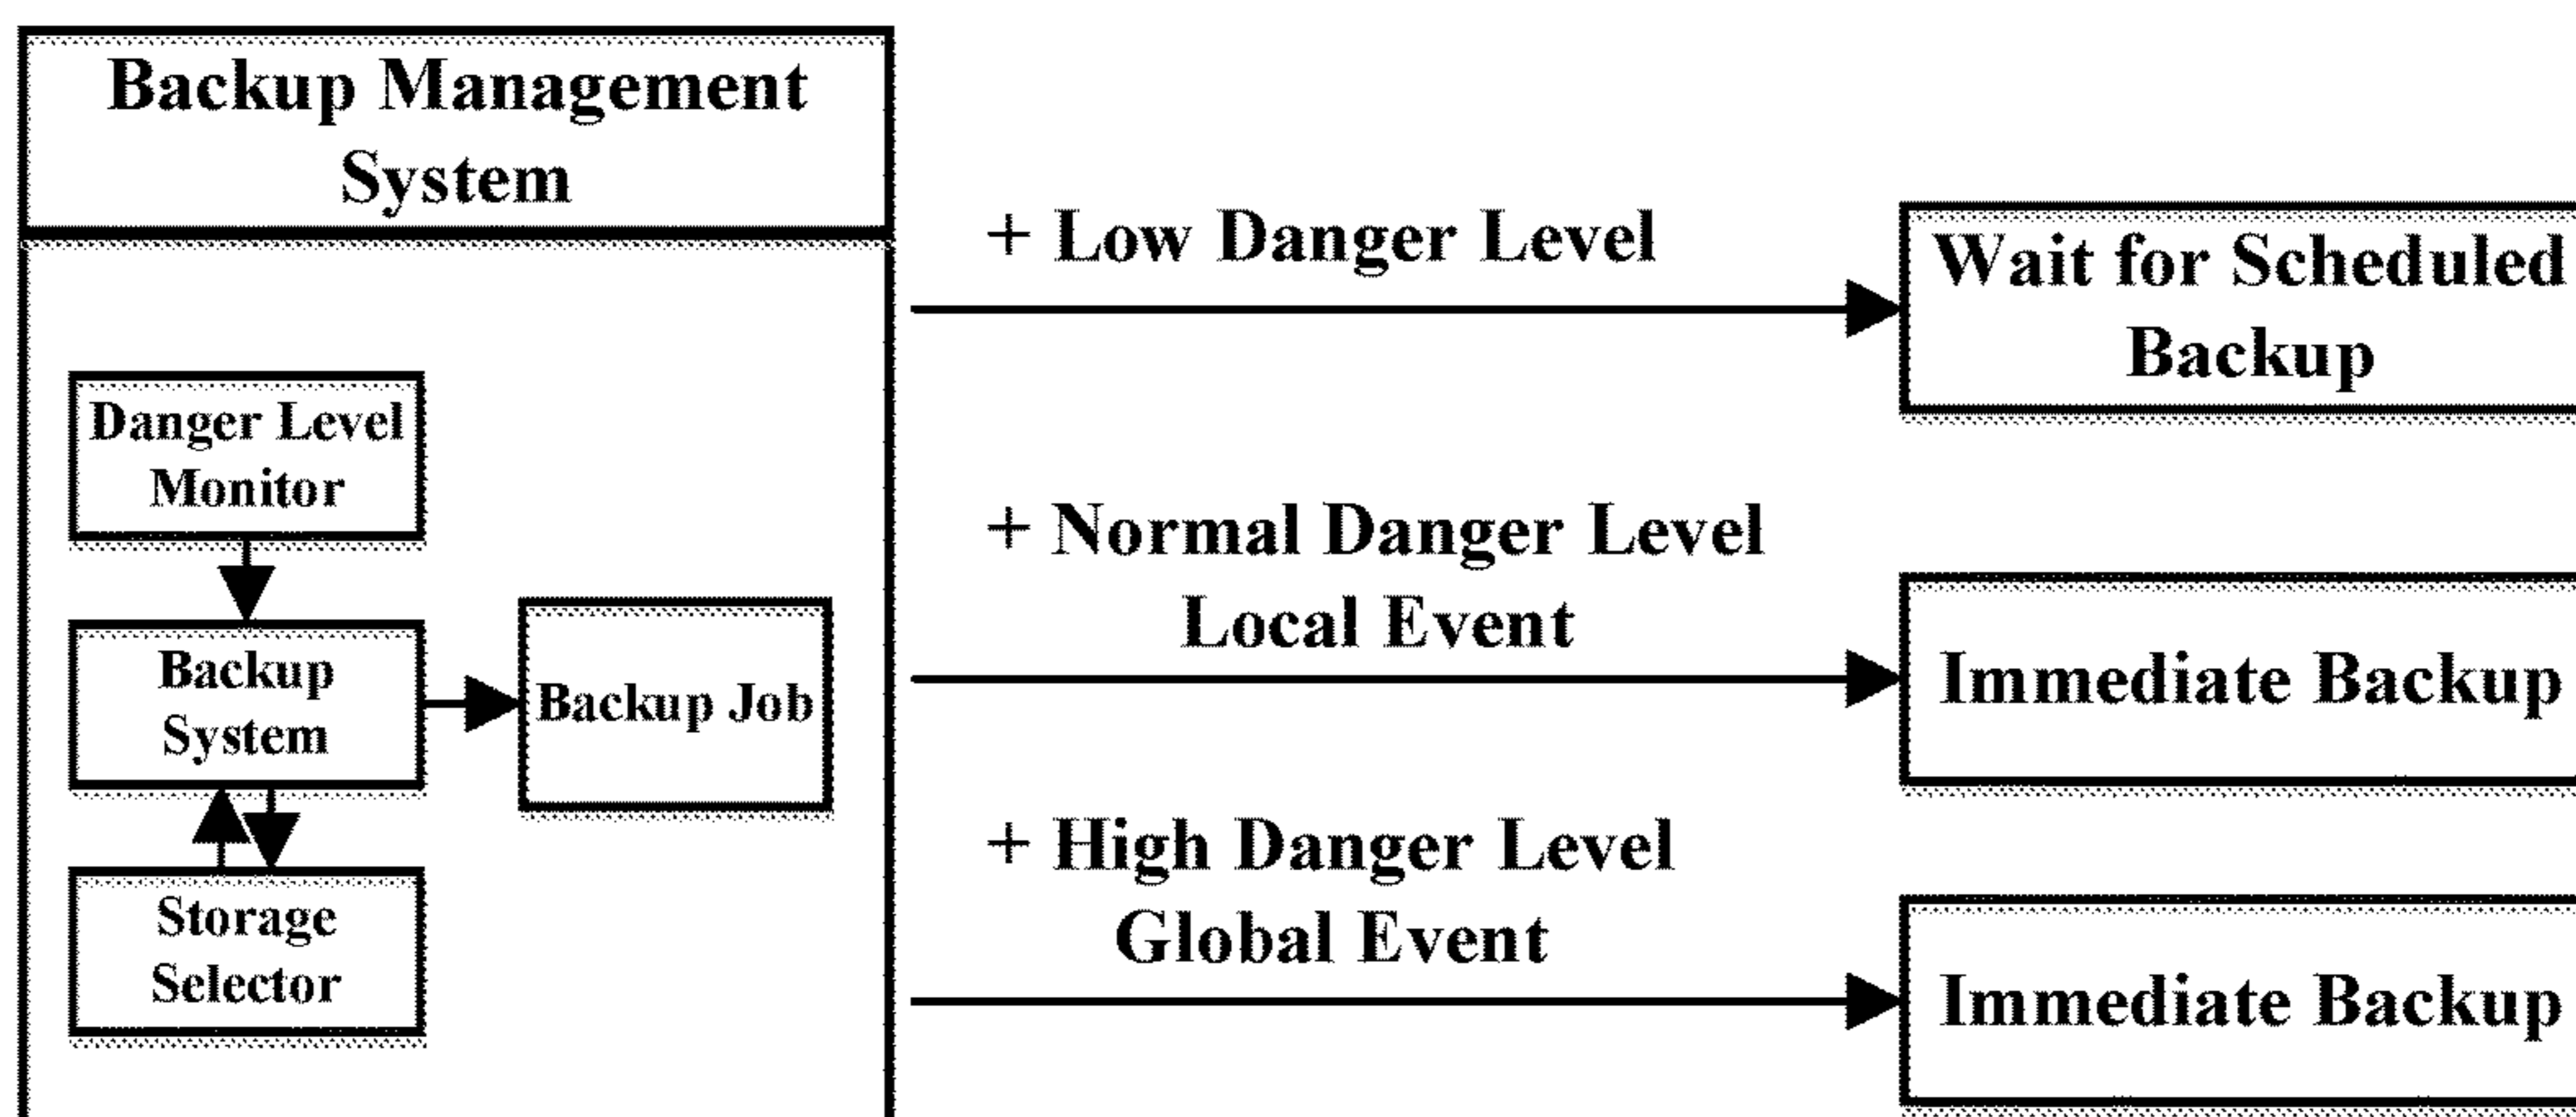 Backup Management
System
Danger Level
Monitor
Backup
System
Backup Job
Storage
Selector
+ Low Danger Level
Wait for Scheduled
Backup
+ Normal Danger Level
Local Event
Immediate Backup
+ High Danger Level
Global Event
Immediate Backup